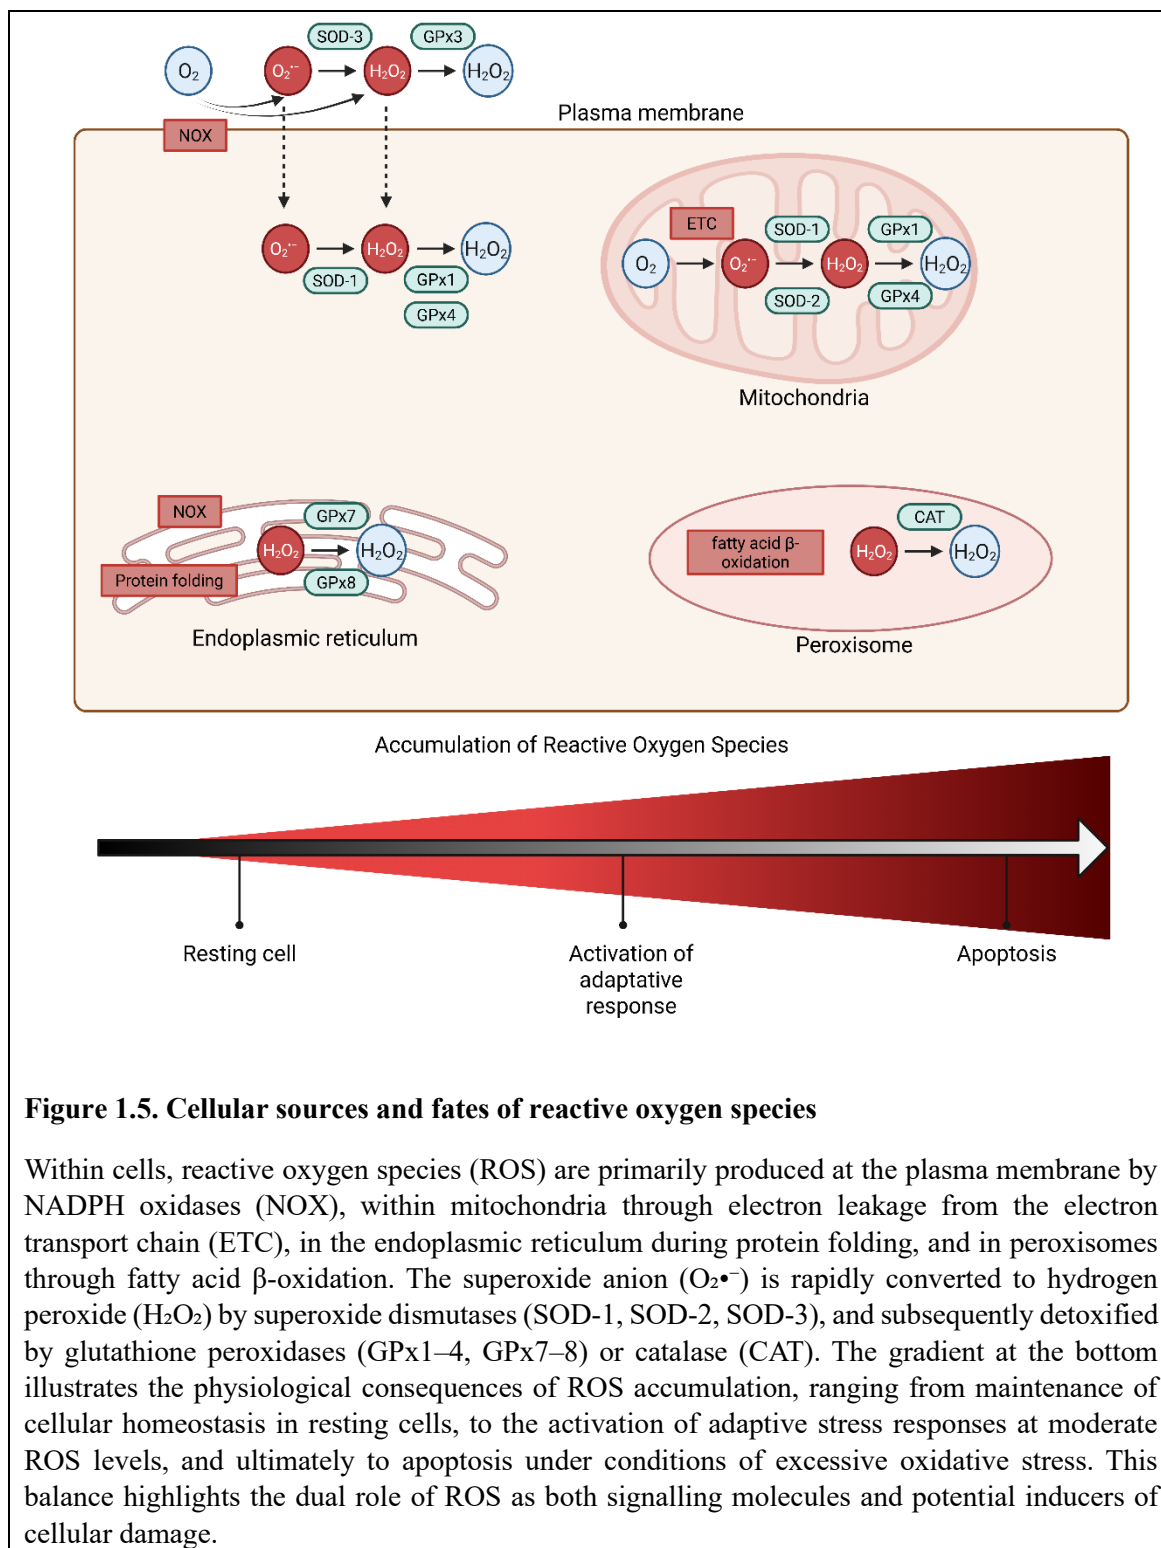 SOD-3 GPx3
O₂ O₂•− H₂O₂ H₂O₂
Plasma membrane
NOX
O₂•− H₂O₂ H₂O₂
SOD-1 GPx1
GPx4
ETC SOD-1 GPx1
O₂ O₂•− H₂O₂ H₂O₂
SOD-2 GPx4
Mitochondria
NOX GPx7
H₂O₂ H₂O₂
Protein folding GPx8
Endoplasmic reticulum
CAT
fatty acid β-
oxidation
H₂O₂ H₂O₂
Peroxisome
Accumulation of Reactive Oxygen Species
Resting cell
Activation of
adaptative
response
Apoptosis
Figure 1.5. Cellular sources and fates of reactive oxygen species
Within cells, reactive oxygen species (ROS) are primarily produced at the plasma membrane by
NADPH oxidases (NOX), within mitochondria through electron leakage from the electron
transport chain (ETC), in the endoplasmic reticulum during protein folding, and in peroxisomes
through fatty acid β-oxidation. The superoxide anion (O₂•⁻) is rapidly converted to hydrogen
peroxide (H₂O₂) by superoxide dismutases (SOD-1, SOD-2, SOD-3), and subsequently detoxified
by glutathione peroxidases (GPx1–4, GPx7–8) or catalase (CAT). The gradient at the bottom
illustrates the physiological consequences of ROS accumulation, ranging from maintenance of
cellular homeostasis in resting cells, to the activation of adaptive stress responses at moderate
ROS levels, and ultimately to apoptosis under conditions of excessive oxidative stress. This
balance highlights the dual role of ROS as both signalling molecules and potential inducers of
cellular damage.